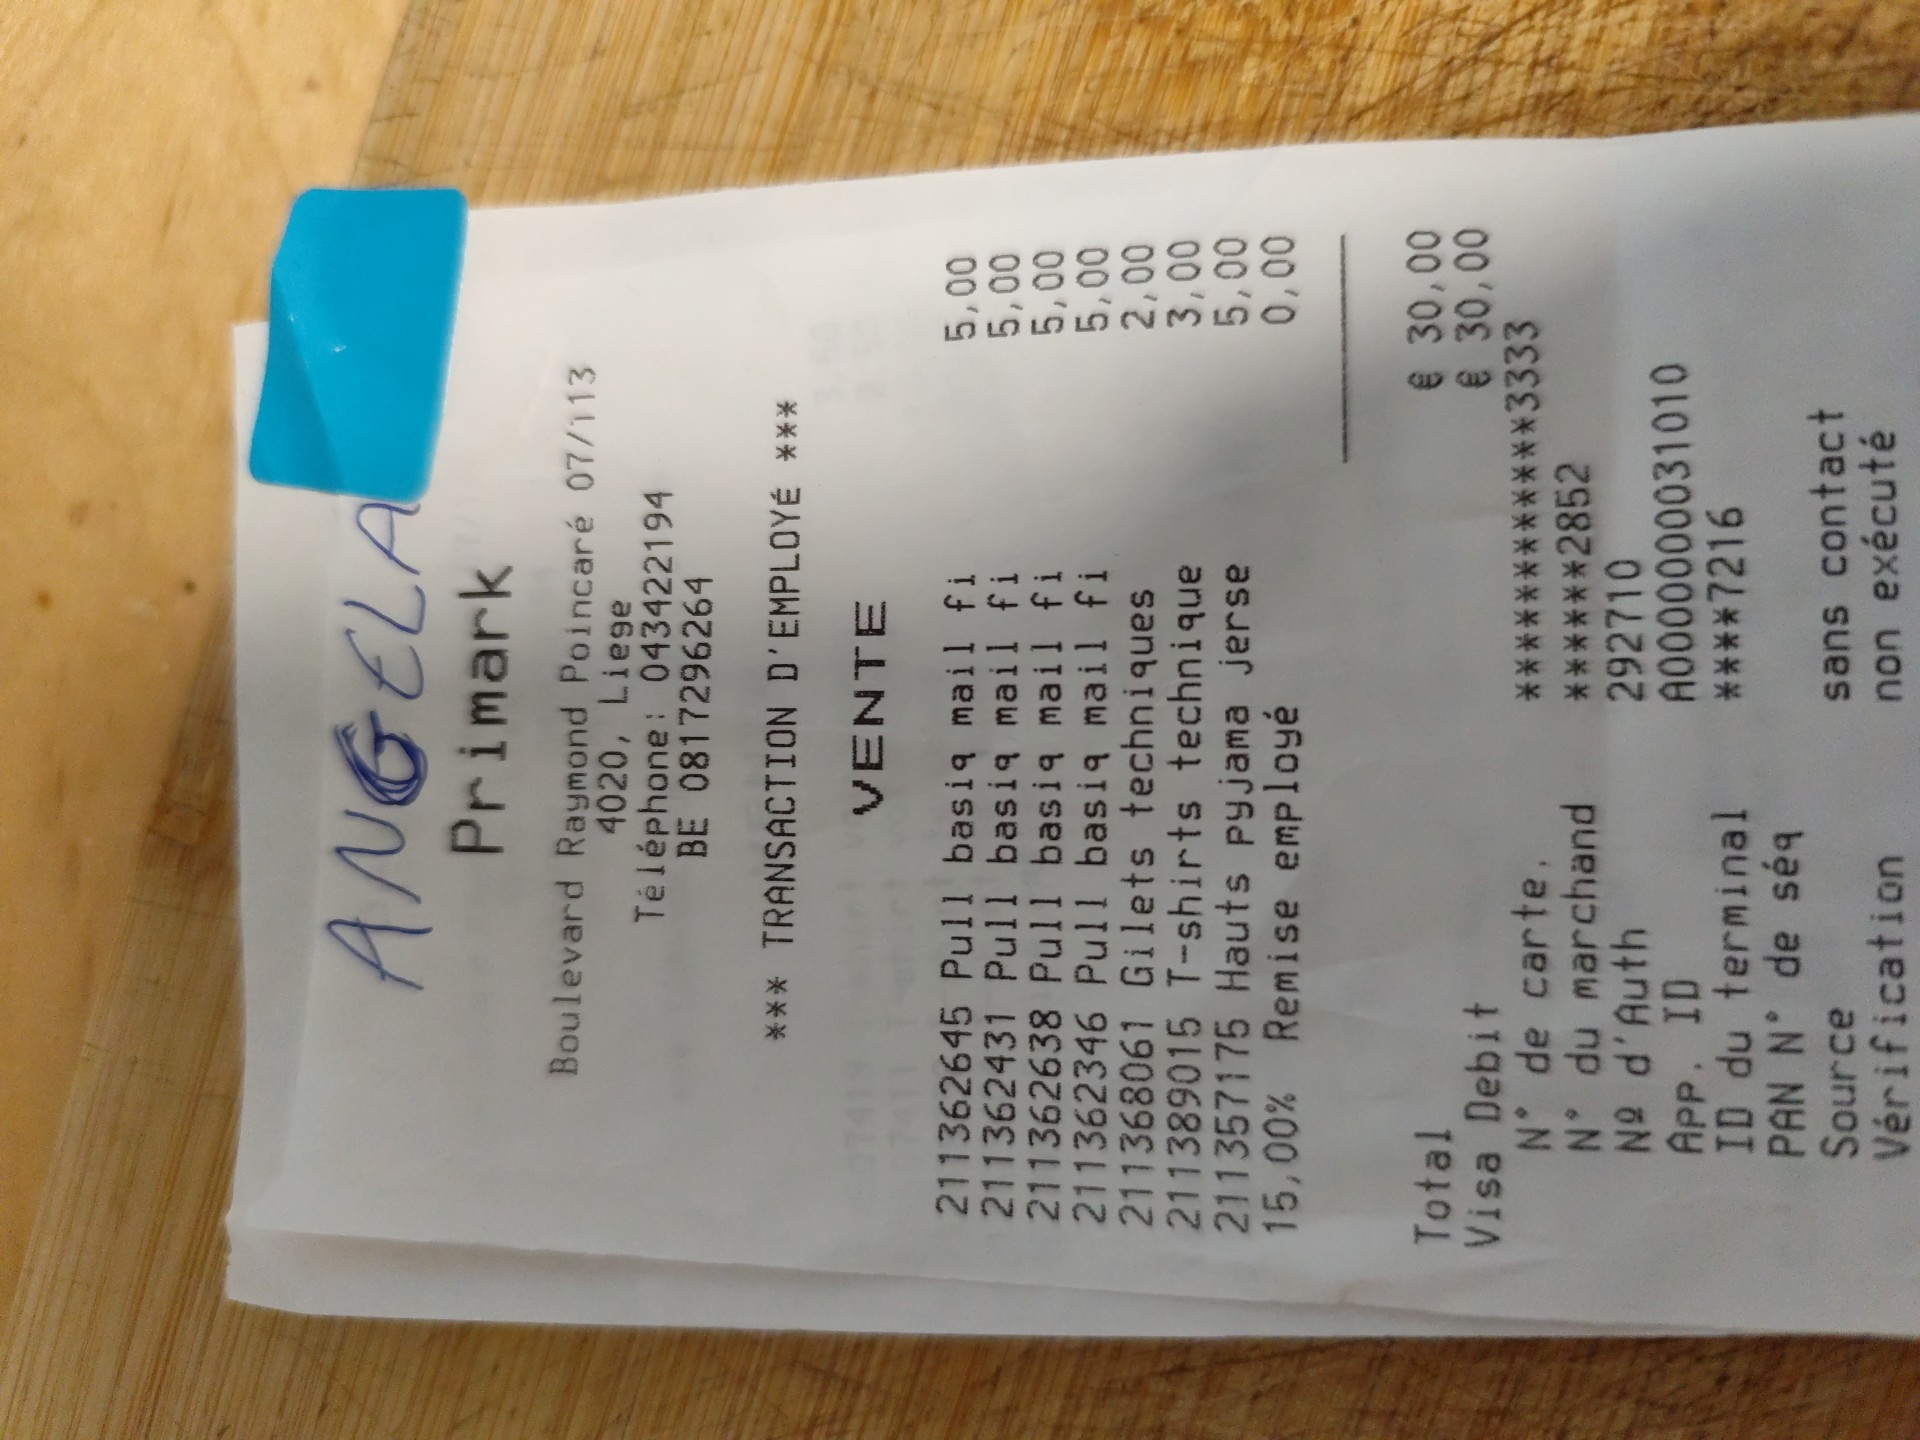 ANGELA
Primark
Boulevard Raymond Poincaré 07/113
4020, Liege
Téléphone: 043422194
BE 0817296264
*** TRANSACTION D'EMPLOYÉ ***
VENTE
211362645 Pull basiq mail fi 5,00
211362431 Pull basiq mail fi 5,00
211362638 Pull basiq mail fi 5,00
211362346 Pull basiq mail fi 5,00
211368061 Gilets techniques 2,00
211389015 T-shirts technique 3,00
211357175 Hauts pyjama jerse 5,00
15,00% Remise employé 0,00
Total € 30,00
Visa Debit € 30,00
N° de carte. ************3333
N° du marchand ******2852
Nº d'Auth 292710
App. ID A0000000031010
ID du terminal ****7216
PAN N° de séq
Source sans contact
Vérification non exécuté